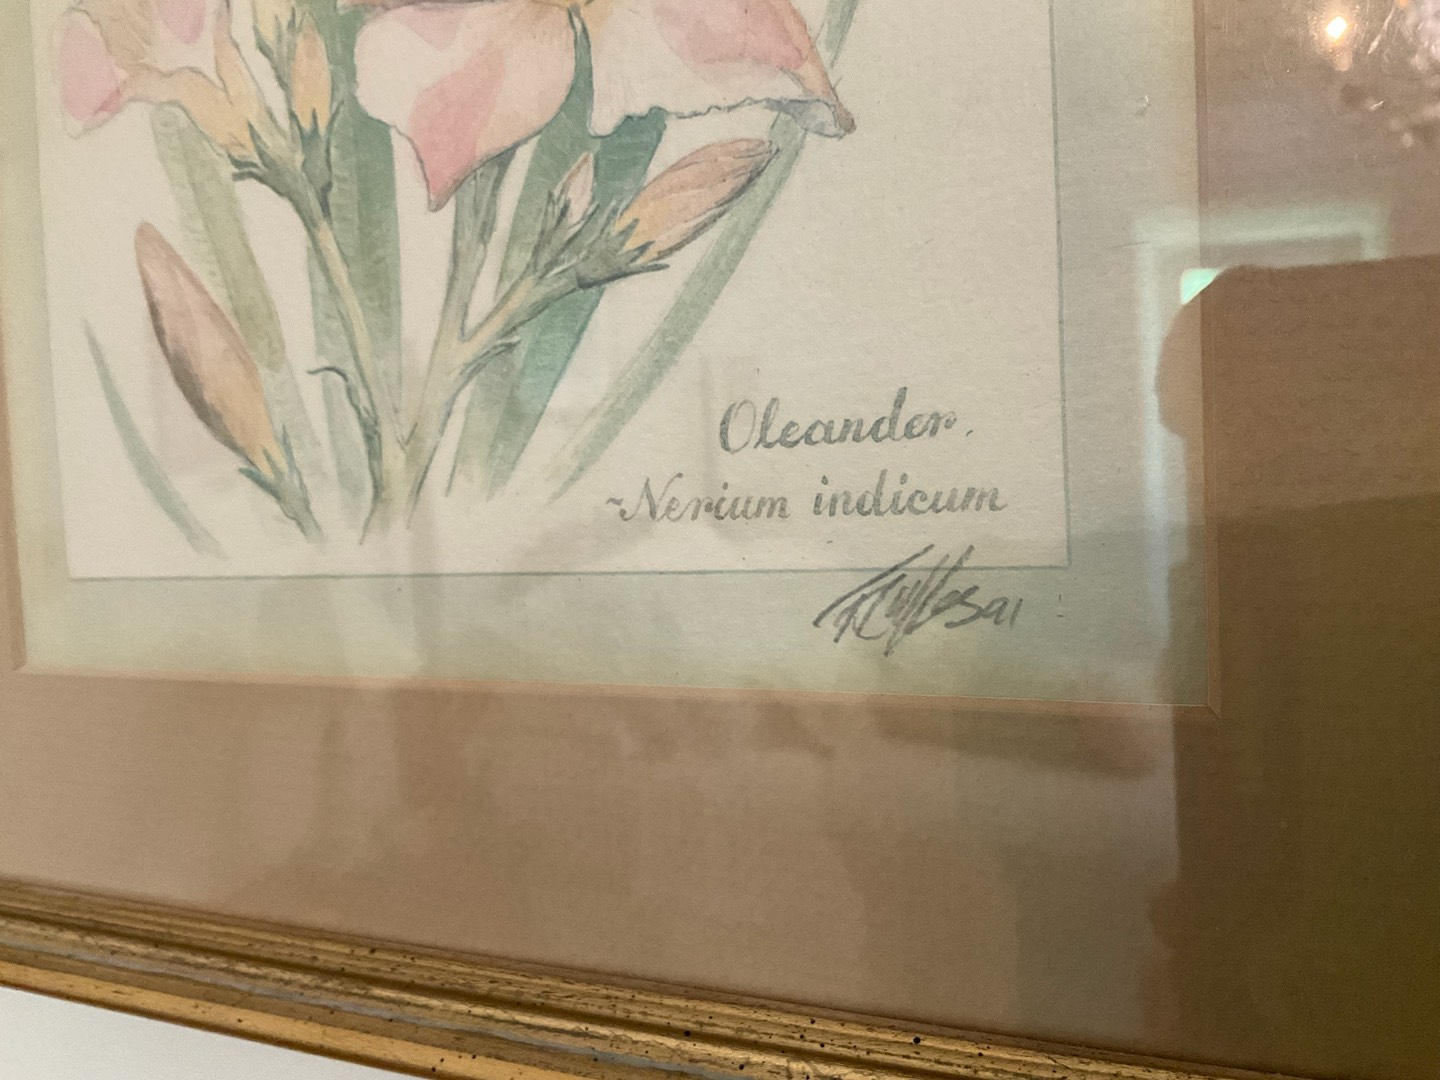 Oleander.
~Nerium indicum